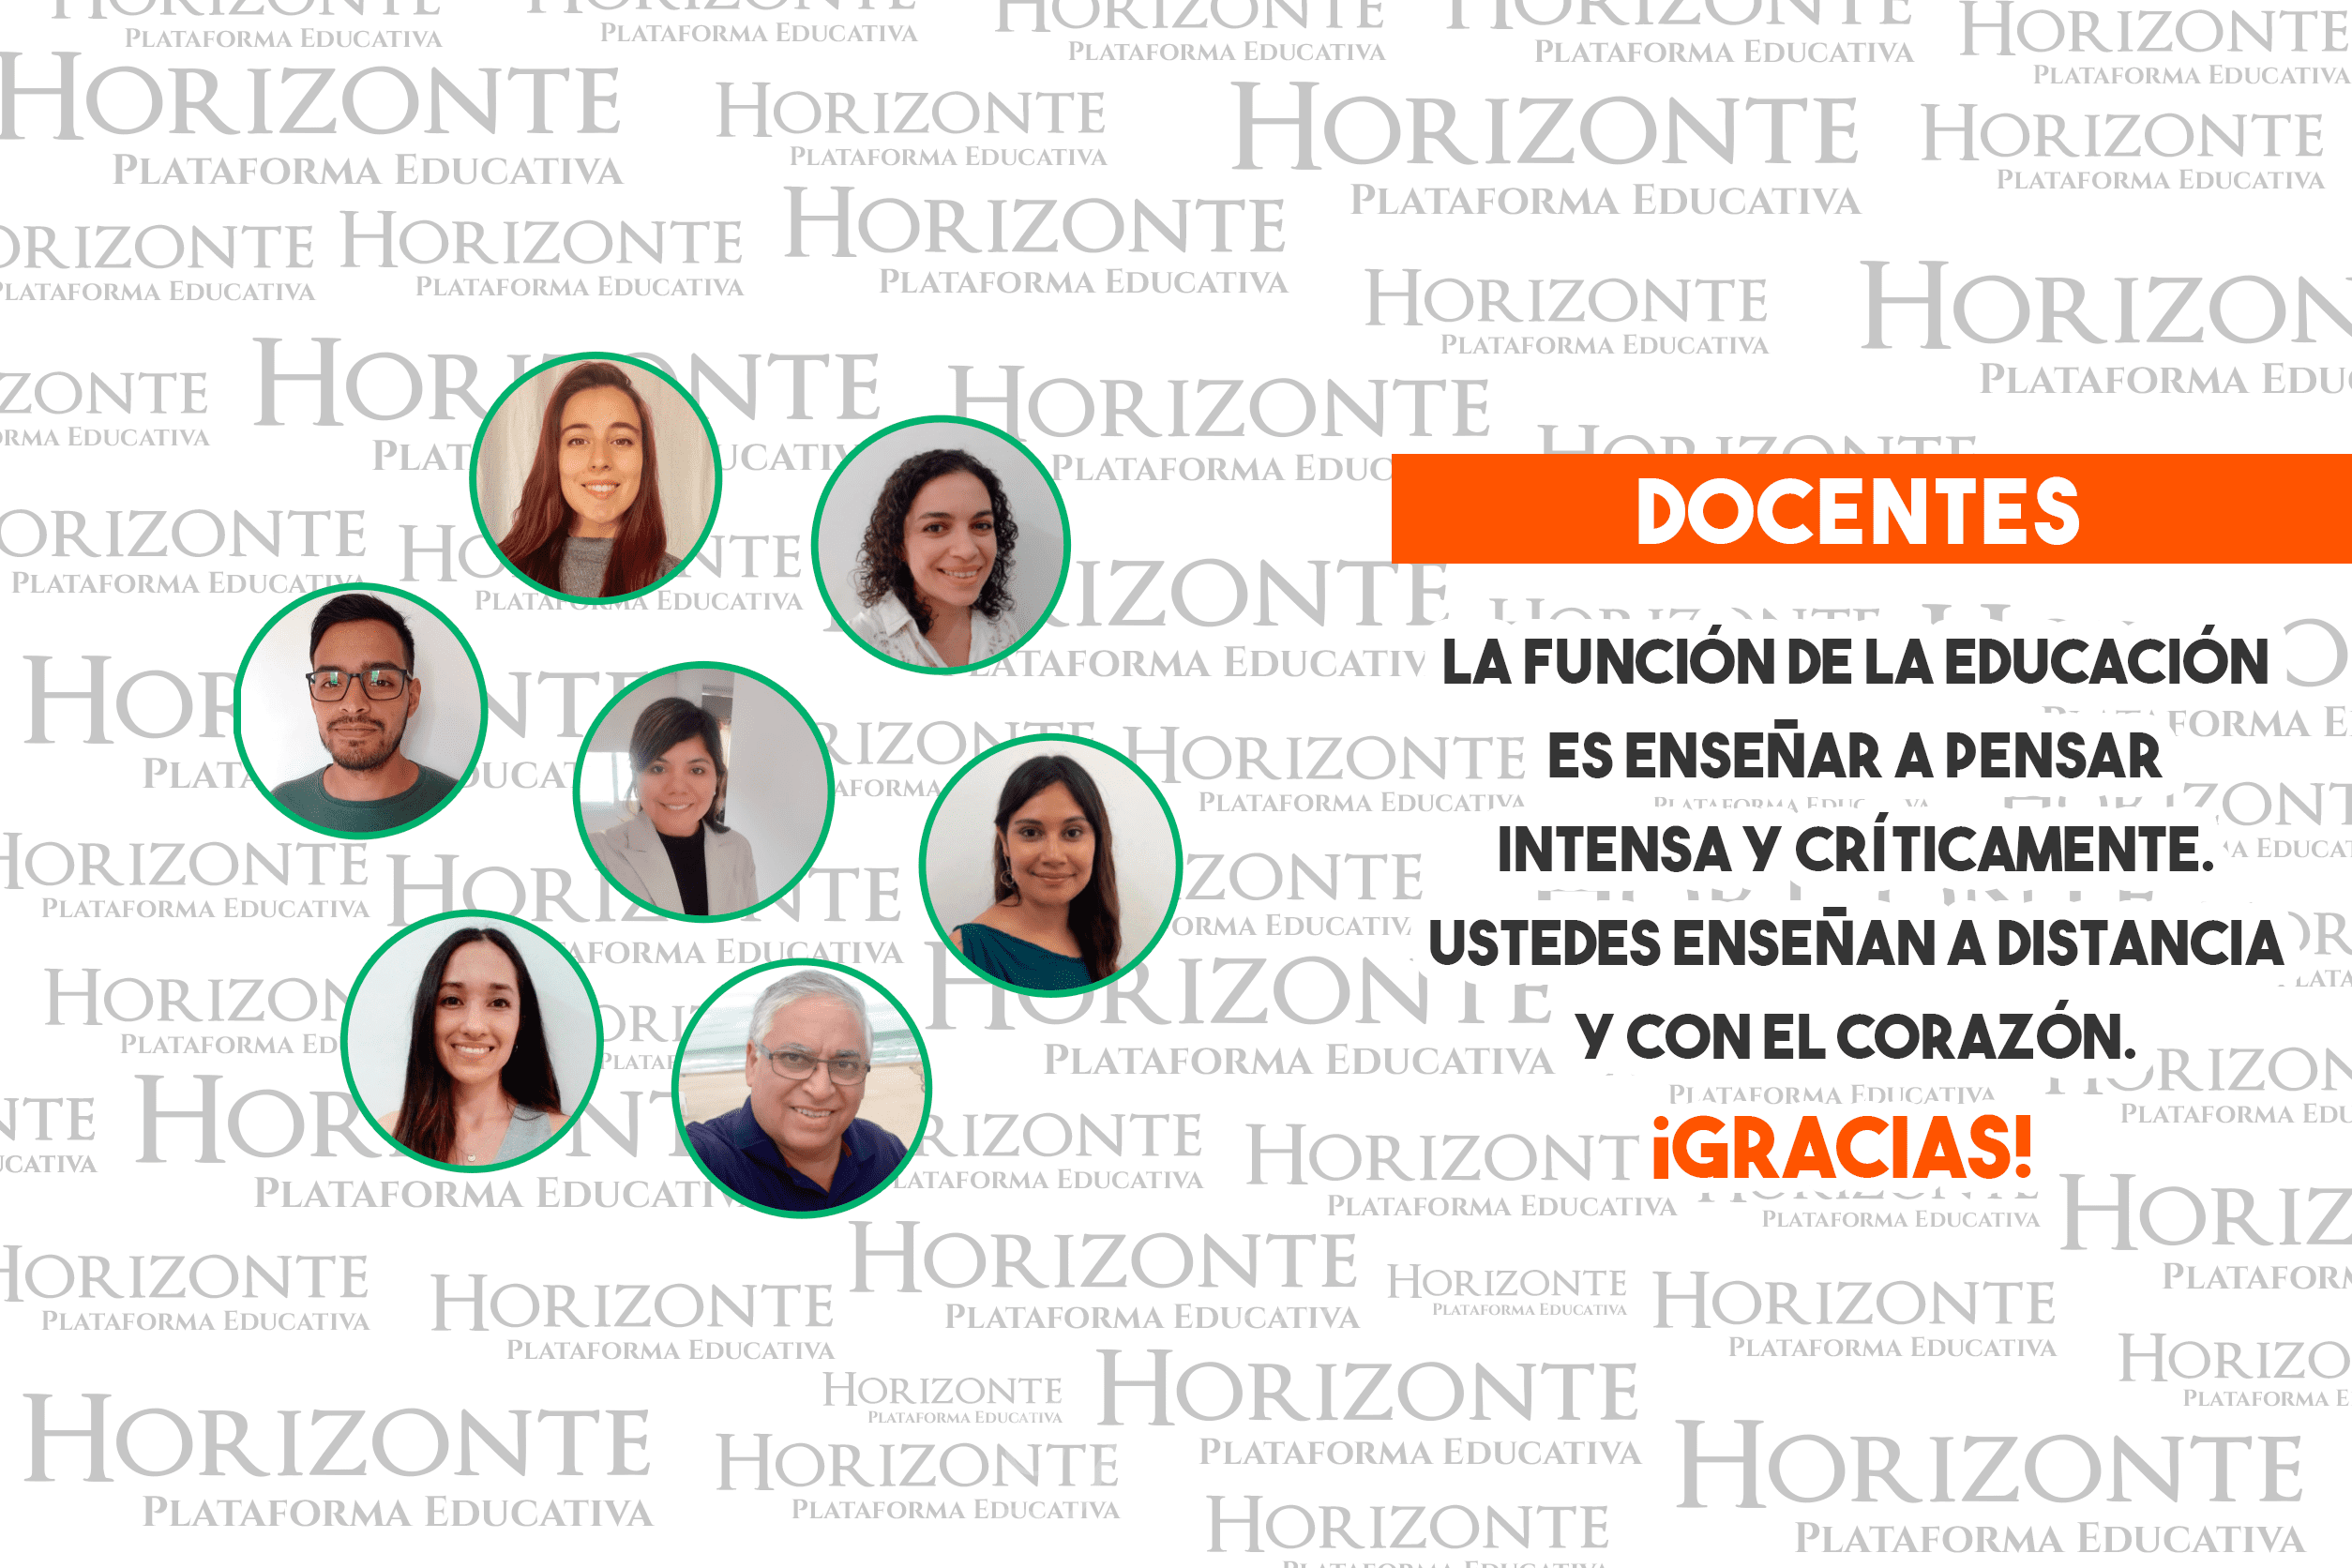 HORIZONTE
PLATAFORMA EDUCATIVA
DOCENTES
LA FUNCIÓN DE LA EDUCACIÓN
ES ENSEÑAR A PENSAR
INTENSA Y CRÍTICAMENTE.
USTEDES ENSEÑAN A DISTANCIA
Y CON EL CORAZÓN.
¡GRACIAS!